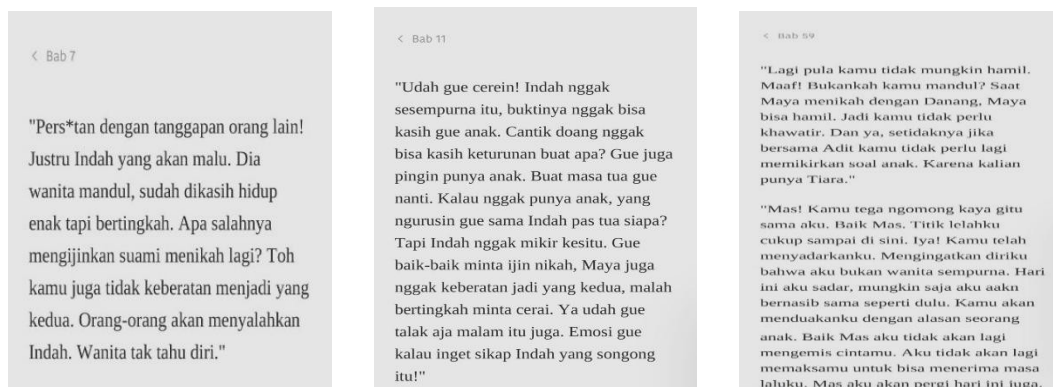 < Bab 7
"Pers*tan dengan tanggapan orang lain!
Justru Indah yang akan malu. Dia
wanita mandul, sudah dikasih hidup
enak tapi bertingkah. Apa salahnya
mengijinkan suami menikah lagi? Toh
kamu juga tidak keberatan menjadi yang
kedua. Orang-orang akan menyalahkan
Indah. Wanita tak tahu diri."
< Bab 11
"Udah gue cerein! Indah nggak
sesempurna itu, buktinya nggak bisa
kasih gue anak. Cantik doang nggak
bisa kasih keturunan buat apa? Gue juga
pingin punya anak. Buat masa tua gue
nanti. Kalau nggak punya anak, yang
ngurusin gue sama Indah pas tua siapa?
Tapi Indah nggak mikir kesitu. Gue
baik-baik minta ijin nikah, Maya juga
nggak keberatan jadi yang kedua, malah
bertingkah minta cerai. Ya udah gue
talak aja malam itu juga. Emosi gue
kalau inget sikap Indah yang songong
itu!"
< Bab 59
"Lagi pula kamu tidak mungkin hamil.
Maaf! Bukankah kamu mandul? Saat
Maya menikah dengan Danang, Maya
bisa hamil. Jadi kamu tidak perlu
khawatir. Dan ya, setidaknya jika
bersama Adit kamu tidak perlu lagi
memikirkan soal anak. Karena kalian
punya Tiara."
"Mas! Kamu tega ngomong kaya gitu
sama aku. Baik Mas. Titik lelahku
cukup sampai di sini. Iya! Kamu telah
menyadarkanku. Mengingatkan diriku
bahwa aku bukan wanita sempurna. Hari
ini aku sadar, mungkin saja aku aakn
bernasib sama seperti dulu. Kamu akan
menduakanku dengan alasan seorang
anak. Baik Mas aku tidak akan lagi
mengemis cintamu. Aku tidak akan lagi
memaksamu untuk bisa menerima masa
laluku. Mas aku akan pergi hari ini juga.